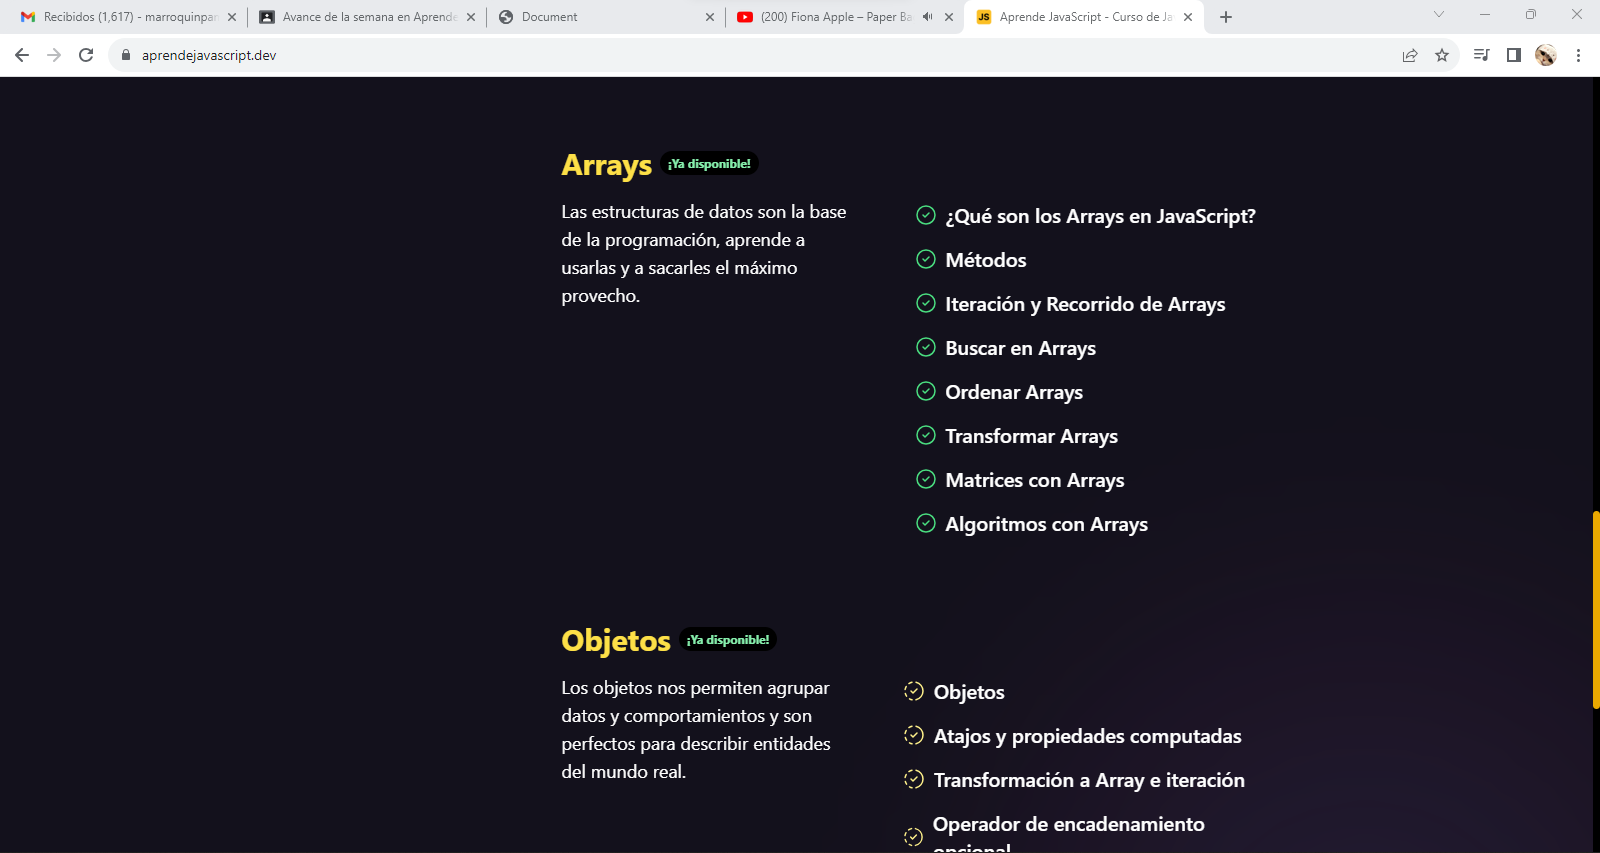 Recibidos (1,617) - marroquinpan
Avance de la semana en Aprende
Document
(200) Fiona Apple – Paper Ba
JS
Aprende JavaScript - Curso de Ja
aprendejavascript.dev
Arrays ¡Ya disponible!
Las estructuras de datos son la base
de la programación, aprende a
usarlas y a sacarles el máximo
provecho.
¿Qué son los Arrays en JavaScript?
Métodos
Iteración y Recorrido de Arrays
Buscar en Arrays
Ordenar Arrays
Transformar Arrays
Matrices con Arrays
Algoritmos con Arrays
Objetos ¡Ya disponible!
Los objetos nos permiten agrupar
datos y comportamientos y son
perfectos para describir entidades
del mundo real.
Objetos
Atajos y propiedades computadas
Transformación a Array e iteración
Operador de encadenamiento
opcional